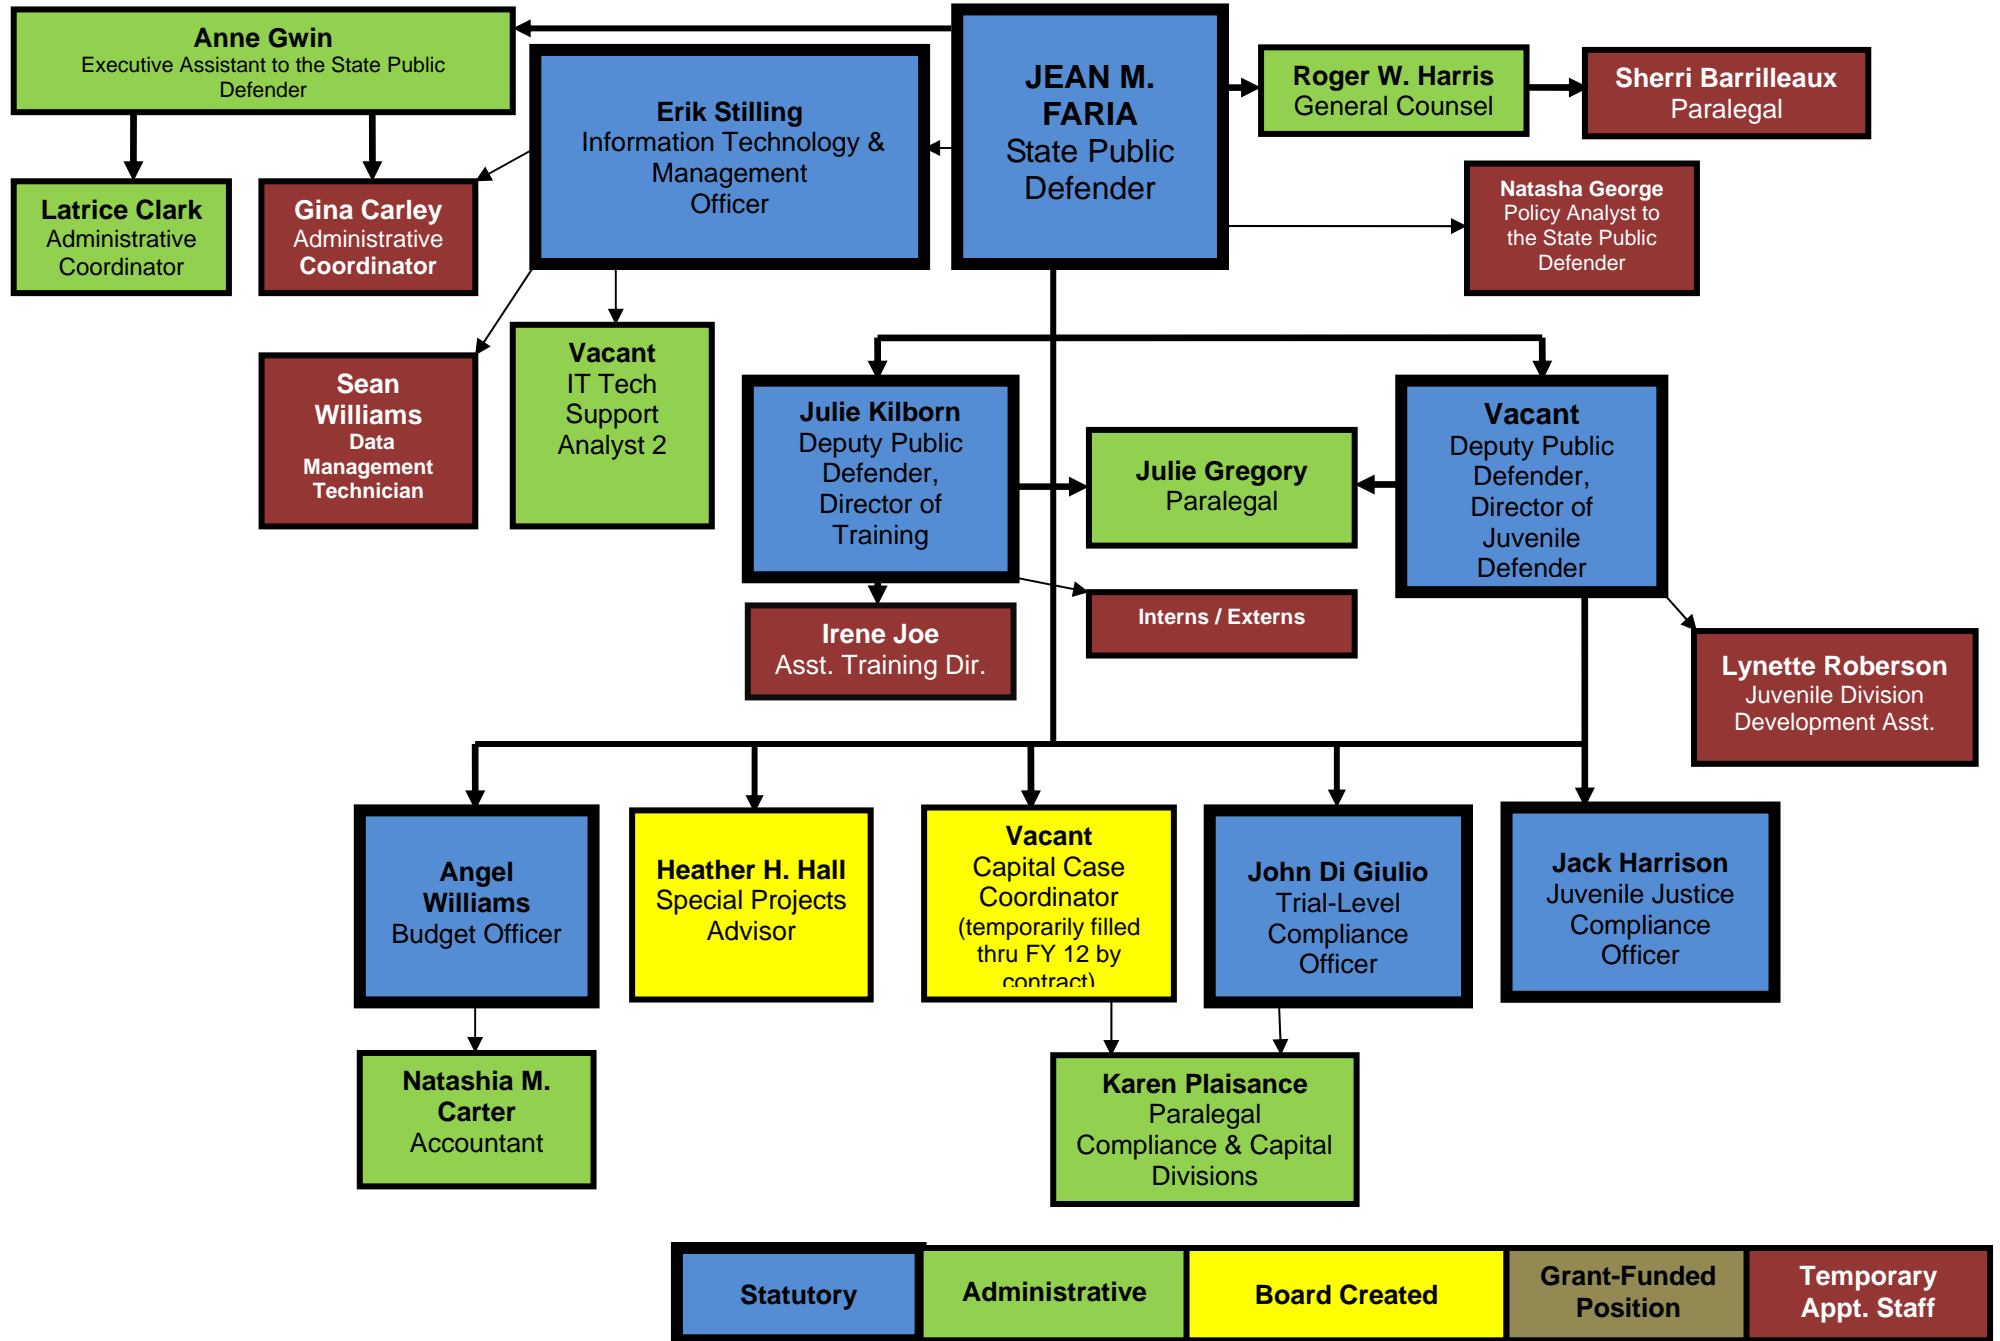 Anne Gwin
Executive Assistant to the State Public
Defender
JEAN M.
FARIA
State Public
Defender
Roger W. Harris
General Counsel
Sherri Barrilleaux
Paralegal
Erik Stilling
Information Technology &
Management
Officer
Latrice Clark
Administrative
Coordinator
Gina Carley
Administrative
Coordinator
Natasha George
Policy Analyst to
the State Public
Defender
Sean
Williams
Data
Management
Technician
Vacant
IT Tech
Support
Analyst 2
Julie Kilborn
Deputy Public
Defender,
Director of
Training
Julie Gregory
Paralegal
Vacant
Deputy Public
Defender,
Director of
Juvenile
Defender
Irene Joe
Asst. Training Dir.
Interns / Externs
Lynette Roberson
Juvenile Division
Development Asst.
Angel
Williams
Budget Officer
Heather H. Hall
Special Projects
Advisor
Vacant
Capital Case
Coordinator
(temporarily filled
thru FY 12 by
contract)
John Di Giulio
Trial-Level
Compliance
Officer
Jack Harrison
Juvenile Justice
Compliance
Officer
Natashia M.
Carter
Accountant
Karen Plaisance
Paralegal
Compliance & Capital
Divisions
Statutory
Administrative
Board Created
Grant-Funded
Position
Temporary
Appt. Staff